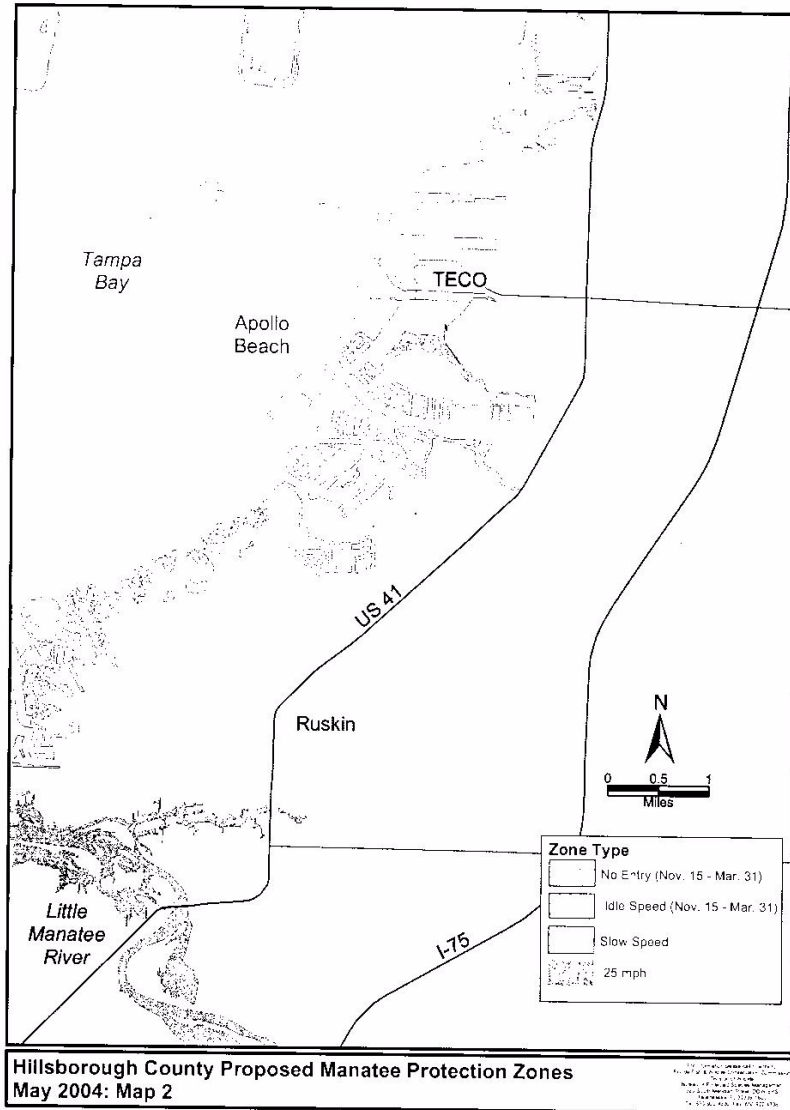 Tampa
Bay
TECO
Apollo
Beach
US 41
Ruskin
N
0 0.5 1
Miles
Zone Type
No Entry (Nov. 15 - Mar. 31)
Idle Speed (Nov. 15 - Mar. 31)
Slow Speed
25 mph
Little
Manatee
River
I-75
Hillsborough County Proposed Manatee Protection Zones
May 2004: Map 2